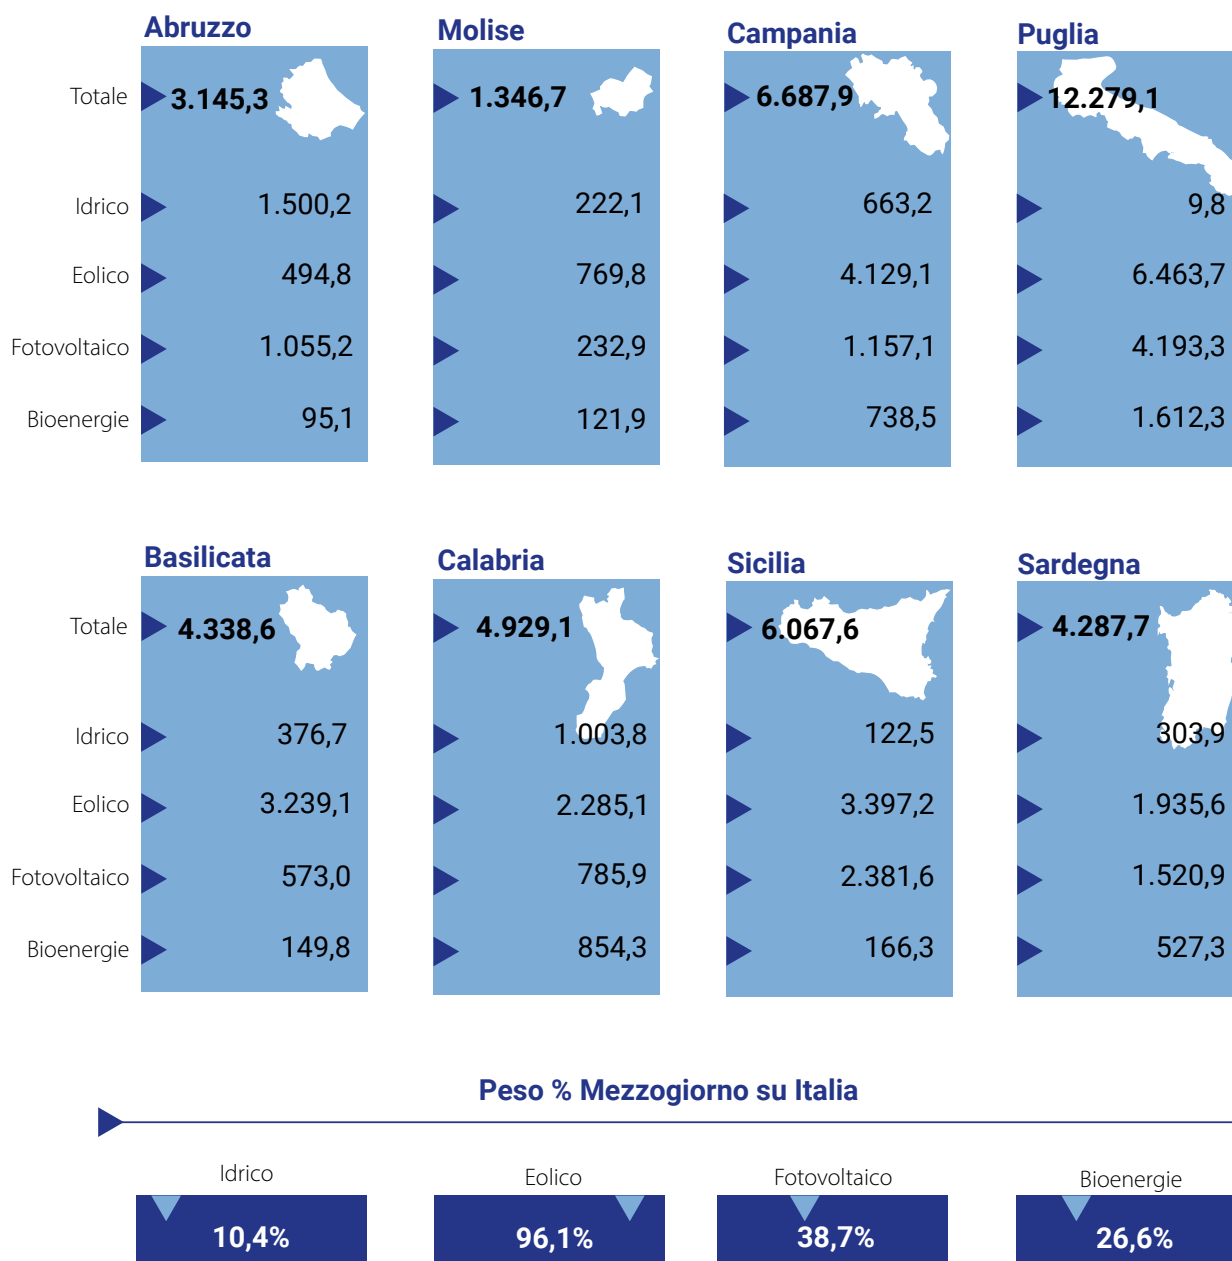 Abruzzo Molise Campania Puglia
Totale 3.145,3 1.346,7 6.687,9 12.279,1
Idrico 1.500,2 222,1 663,2 9,8
Eolico 494,8 769,8 4.129,1 6.463,7
Fotovoltaico 1.055,2 232,9 1.157,1 4.193,3
Bioenergie 95,1 121,9 738,5 1.612,3
Basilicata Calabria Sicilia Sardegna
Totale 4.338,6 4.929,1 6.067,6 4.287,7
Idrico 376,7 1.003,8 122,5 303,9
Eolico 3.239,1 2.285,1 3.397,2 1.935,6
Fotovoltaico 573,0 785,9 2.381,6 1.520,9
Bioenergie 149,8 854,3 166,3 527,3
Peso % Mezzogiorno su Italia
Idrico Eolico Fotovoltaico Bioenergie
10,4% 96,1% 38,7% 26,6%